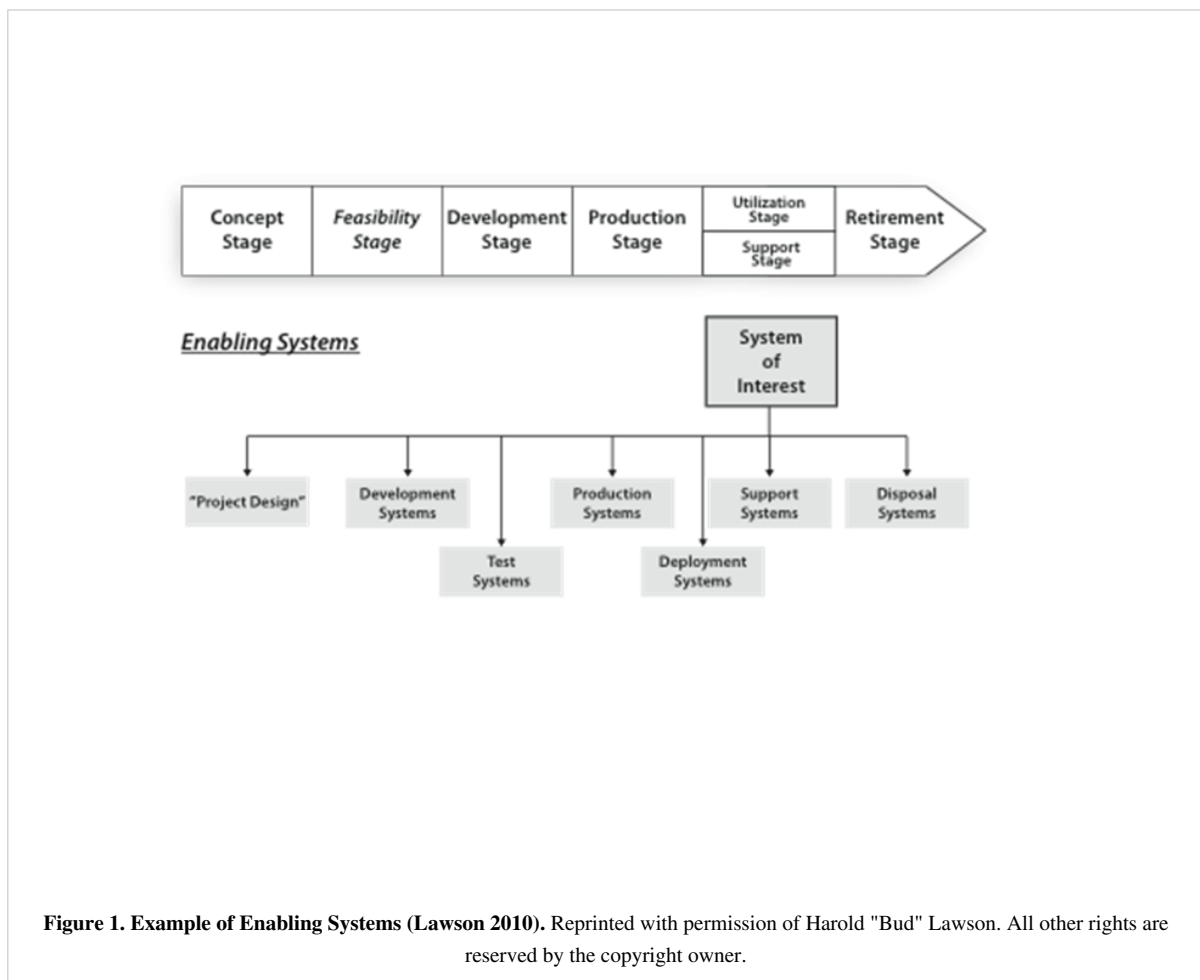 Concept
Stage
Feasibility
Stage
Development
Stage
Production
Stage
Utilization
Stage
Support
Stage
Retirement
Stage
Enabling Systems
System
of
Interest
"Project Design"
Development
Systems
Production
Systems
Support
Systems
Disposal
Systems
Test
Systems
Deployment
Systems
Figure 1. Example of Enabling Systems (Lawson 2010). Reprinted with permission of Harold "Bud" Lawson. All other rights are
reserved by the copyright owner.